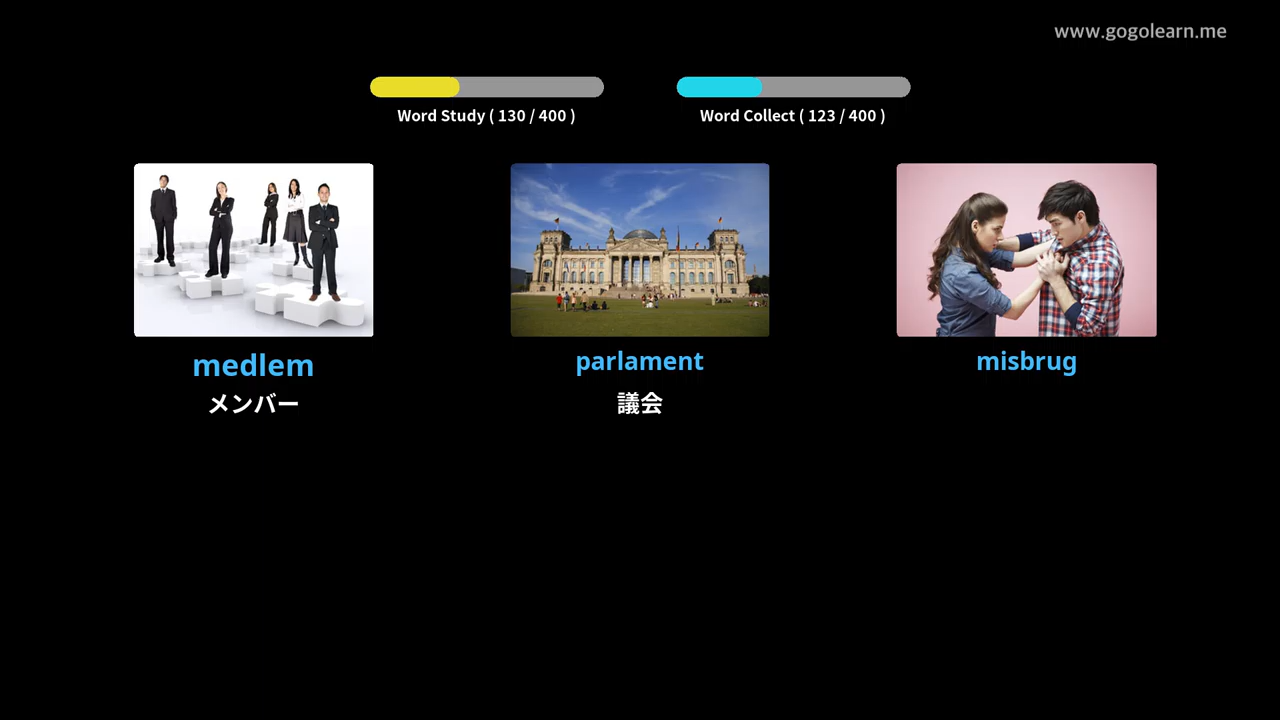 www.gogolearn.me
Word Study ( 130 / 400 )
Word Collect ( 123 / 400 )
medlem
parlament
misbrug
メンバー
議会